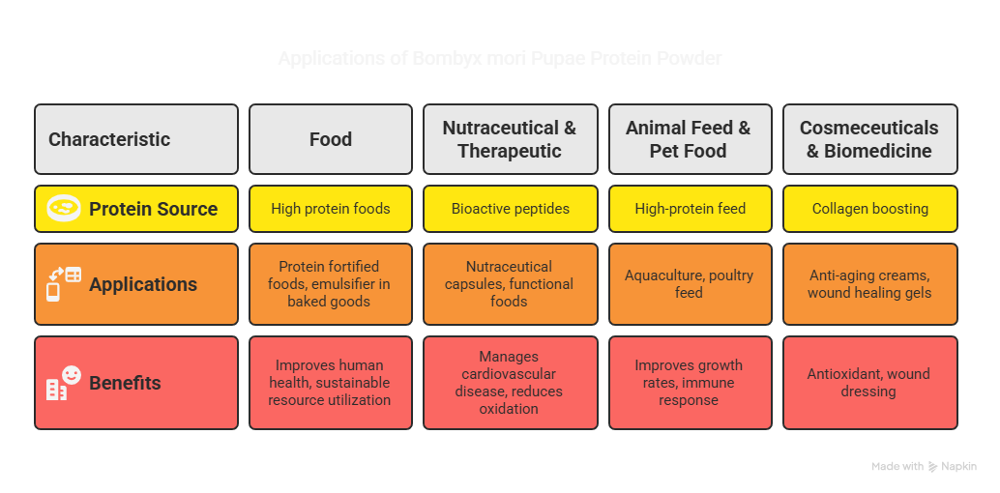 Applications of Bombyx mori Pupae Protein Powder
Characteristic
Food
Nutraceutical &
Therapeutic
Animal Feed &
Pet Food
Cosmeceuticals
& Biomedicine
Protein Source
High protein foods
Bioactive peptides
High-protein feed
Collagen boosting
Applications
Protein fortified
foods, emulsifier in
baked goods
Nutraceutical
capsules, functional
foods
Aquaculture, poultry
feed
Anti-aging creams,
wound healing gels
Benefits
Improves human
health, sustainable
resource utilization
Manages
cardiovascular
disease, reduces
oxidation
Improves growth
rates, immune
response
Antioxidant, wound
dressing
Made with Napkin